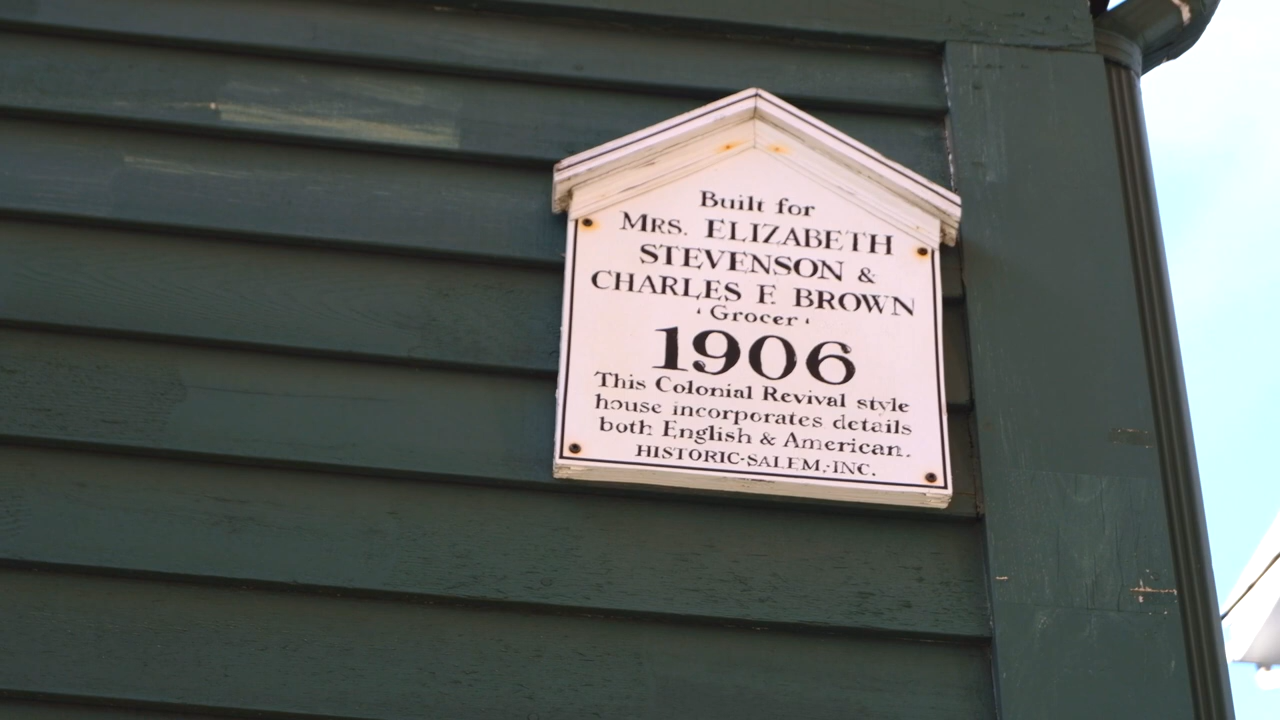 Built for
MRS. ELIZABETH
STEVENSON &
CHARLES F. BROWN
Grocer
1906
This Colonial Revival style
house incorporates details
both English & American.
HISTORIC SALEM, INC.